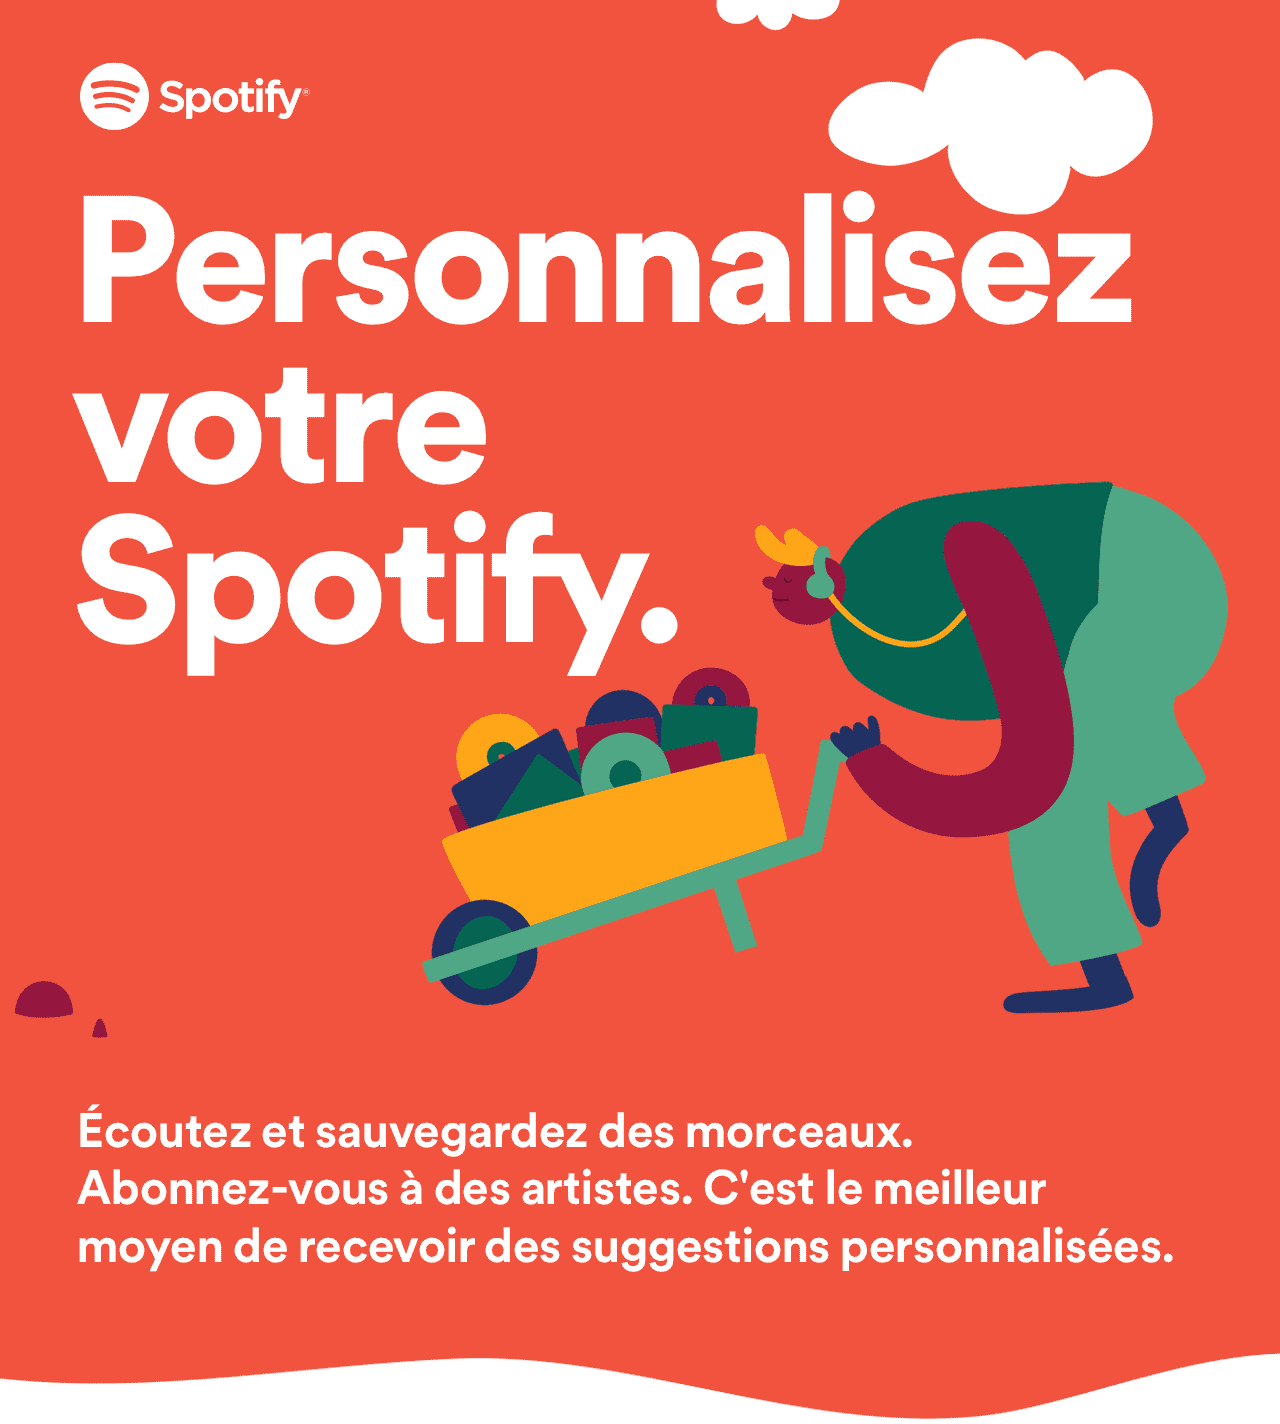 Spotify®
Personnalisez
votre
Spotify.
Écoutez et sauvegardez des morceaux.
Abonnez-vous à des artistes. C'est le meilleur
moyen de recevoir des suggestions personnalisées.